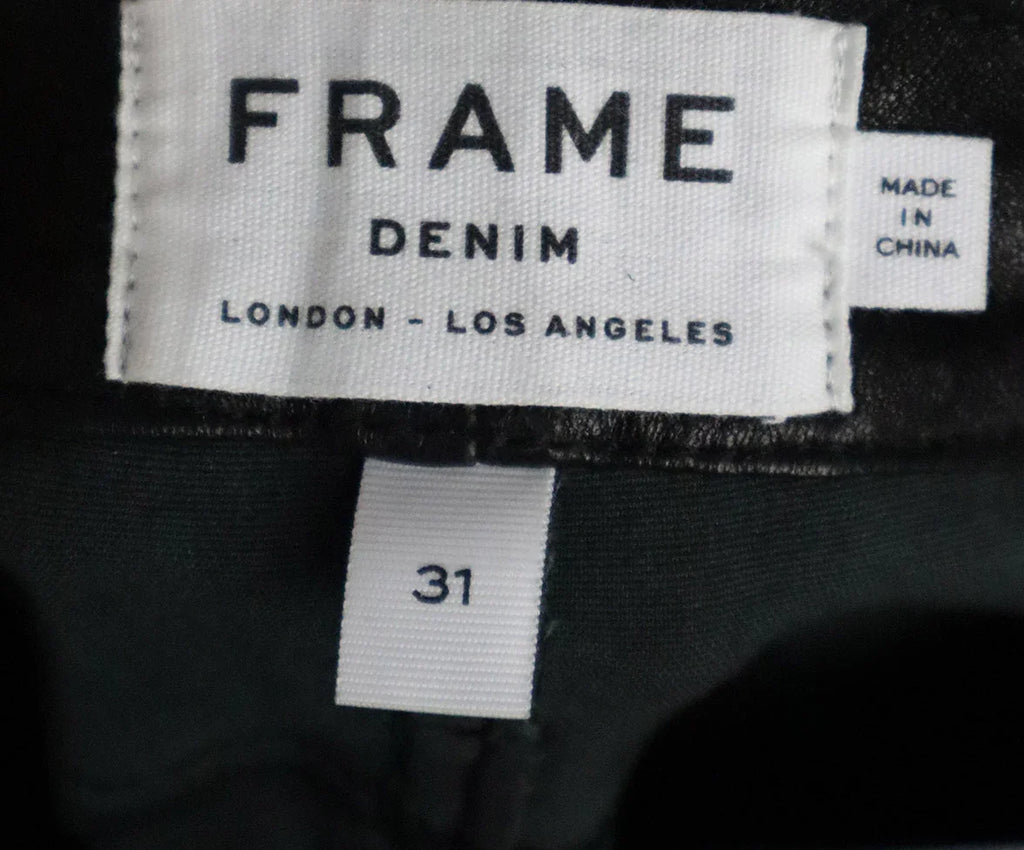 FRAME
DENIM
LONDON - LOS ANGELES
MADE
IN
CHINA
31